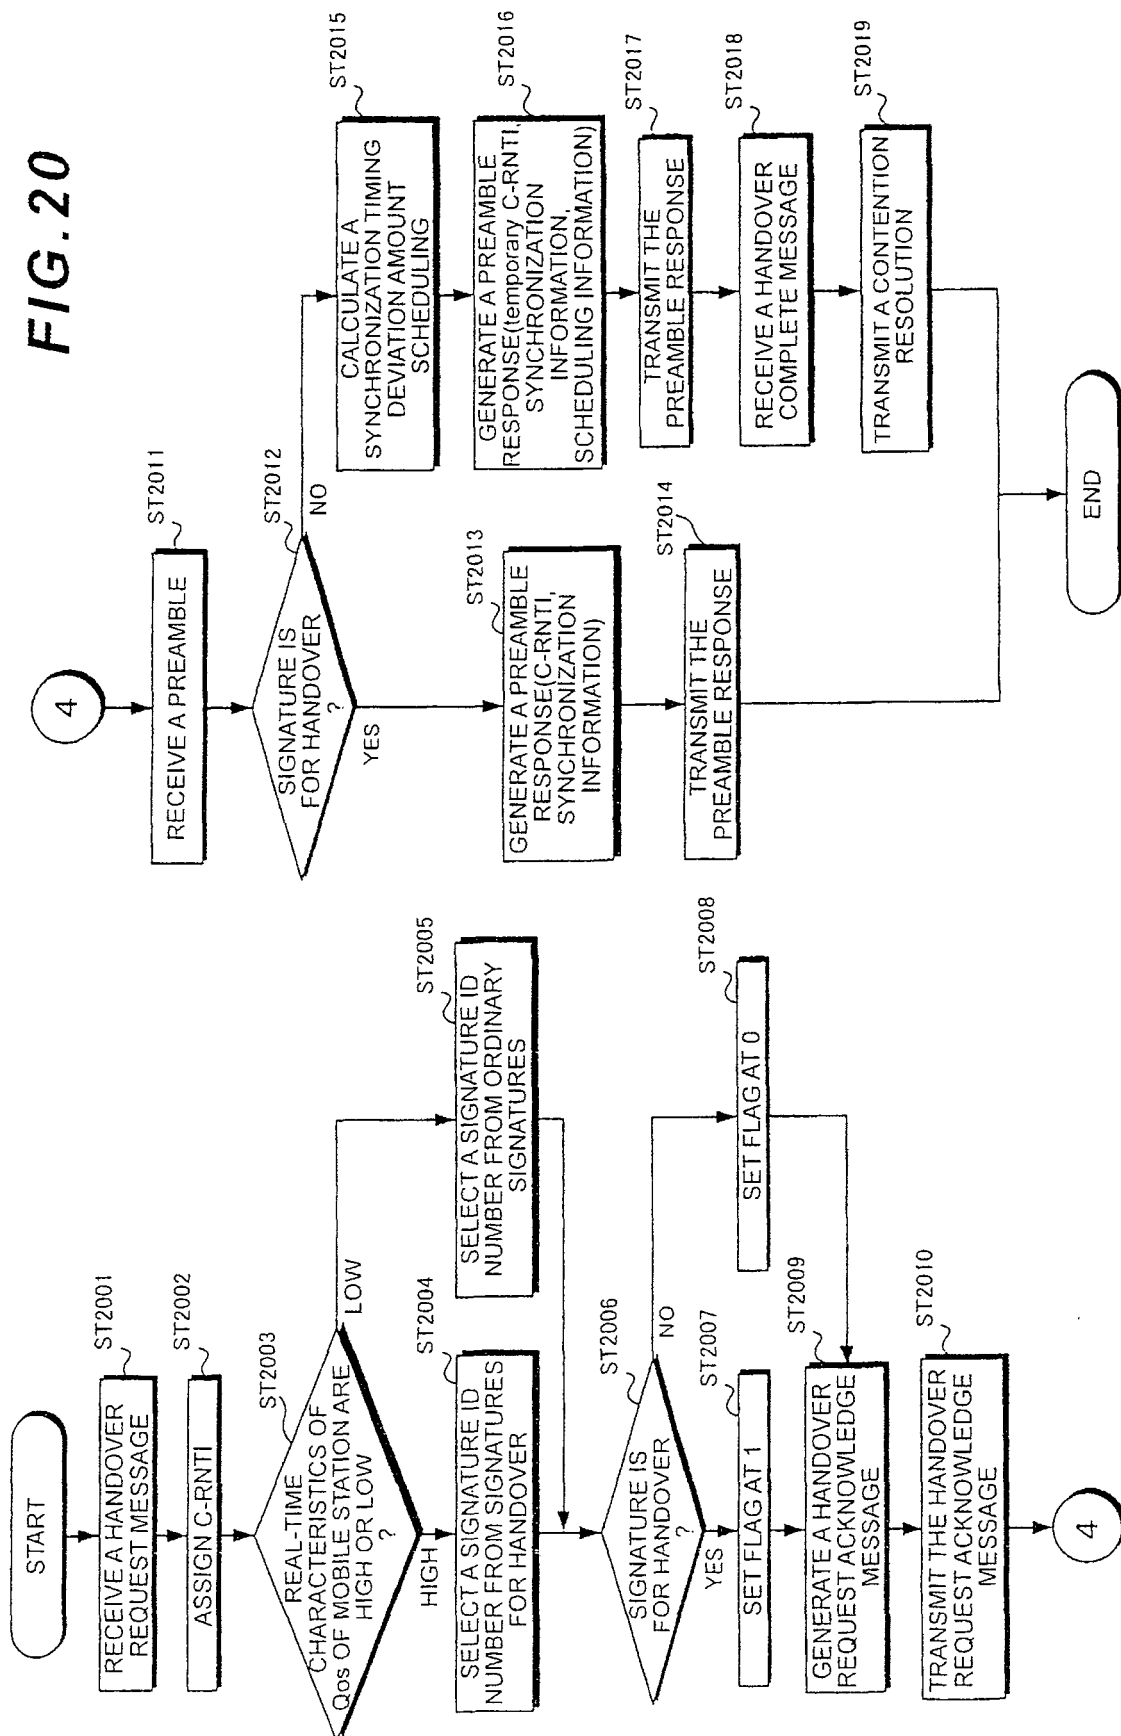 FIG.20
START
RECEIVE A HANDOVER
REQUEST MESSAGE
ST2001
ASSIGN C-RNTI
ST2002
REAL-TIME
CHARACTERISTICS OF
Qos OF MOBILE STATION ARE
HIGH OR LOW
?
ST2003
HIGH
LOW
SELECT A SIGNATURE ID
NUMBER FROM SIGNATURES
FOR HANDOVER
ST2004
SELECT A SIGNATURE ID
NUMBER FROM ORDINARY
SIGNATURES
ST2005
SIGNATURE IS
FOR HANDOVER
?
ST2006
YES
NO
SET FLAG AT 1
ST2007
SET FLAG AT 0
ST2008
GENERATE A HANDOVER
REQUEST ACKNOWLEDGE
MESSAGE
ST2009
TRANSMIT THE HANDOVER
REQUEST ACKNOWLEDGE
MESSAGE
ST2010
4
4
RECEIVE A PREAMBLE
ST2011
SIGNATURE IS
FOR HANDOVER
?
ST2012
YES
NO
GENERATE A PREAMBLE
RESPONSE(C-RNTI,
SYNCHRONIZATION
INFORMATION)
ST2013
TRANSMIT THE
PREAMBLE RESPONSE
ST2014
CALCULATE A
SYNCHRONIZATION TIMING
DEVIATION AMOUNT
SCHEDULING
ST2015
GENERATE A PREAMBLE
RESPONSE(temporary C-RNTI,
SYNCHRONIZATION
INFORMATION,
SCHEDULING INFORMATION)
ST2016
TRANSMIT THE
PREAMBLE RESPONSE
ST2017
RECEIVE A HANDOVER
COMPLETE MESSAGE
ST2018
TRANSMIT A CONTENTION
RESOLUTION
ST2019
END